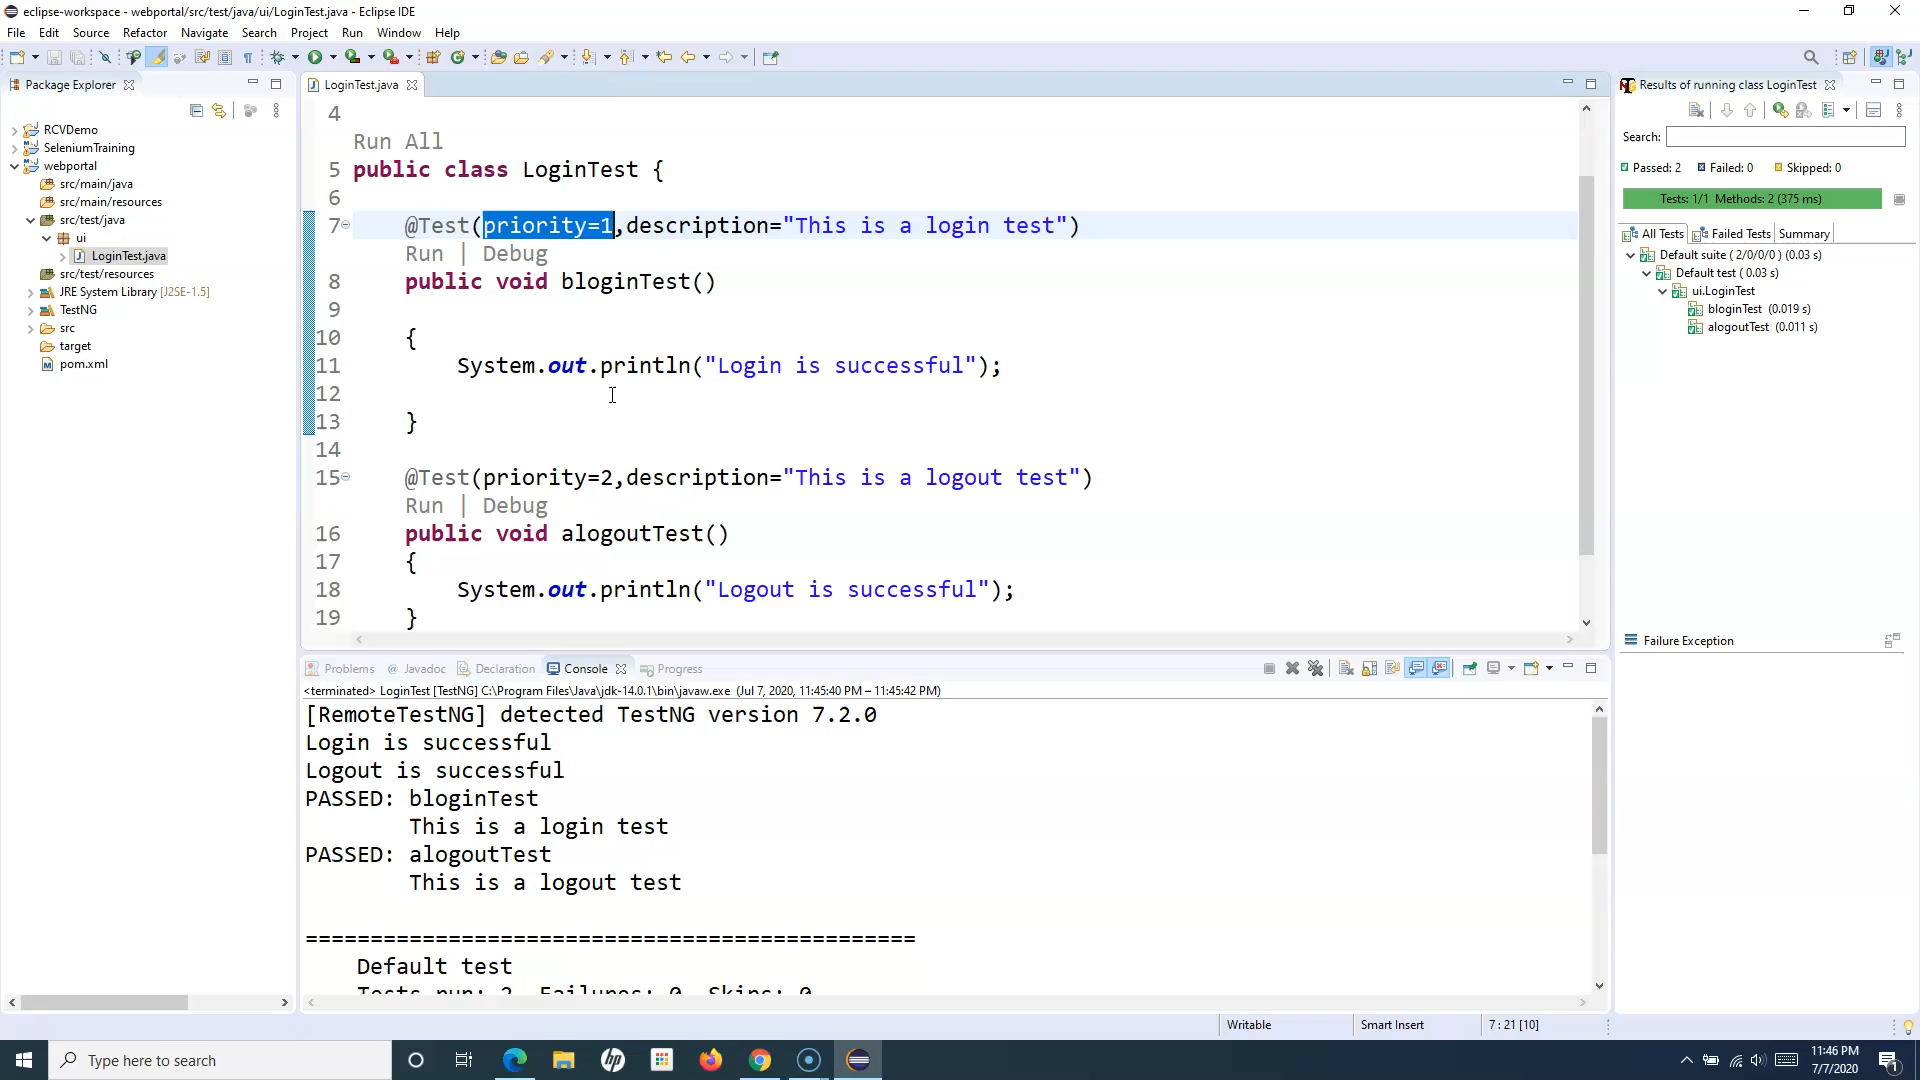 eclipse-workspace - webportal/src/test/java/ui/LoginTest.java - Eclipse IDE
File Edit Source Refactor Navigate Search Project Run Window Help
Package Explorer
RCVDemo
SeleniumTraining
webportal
src/main/java
src/main/resources
src/test/java
ui
LoginTest.java
src/test/resources
JRE System Library [J2SE-1.5]
TestNG
src
target
pom.xml
LoginTest.java
4
Run All
5 public class LoginTest {
6
7 @Test(priority=1,description="This is a login test")
Run | Debug
8 public void bloginTest()
9
10 {
11 System.out.println("Login is successful");
12
13 }
14
15 @Test(priority=2,description="This is a logout test")
Run | Debug
16 public void alogoutTest()
17 {
18 System.out.println("Logout is successful");
19 }
Problems @ Javadoc Declaration Console Progress
<terminated> LoginTest [TestNG] C:\Program Files\Java\jdk-14.0.1\bin\javaw.exe (Jul 7, 2020, 11:45:40 PM – 11:45:42 PM)
[RemoteTestNG] detected TestNG version 7.2.0
Login is successful
Logout is successful
PASSED: bloginTest
This is a login test
PASSED: alogoutTest
This is a logout test
===============================================
Default test
Tests run: 2, Failures: 0, Skips: 0
Results of running class LoginTest
Search:
Passed: 2 Failed: 0 Skipped: 0
Tests: 1/1 Methods: 2 (375 ms)
All Tests Failed Tests Summary
Default suite ( 2/0/0/0 ) (0.03 s)
Default test ( 0.03 s)
ui.LoginTest
bloginTest (0.019 s)
alogoutTest (0.011 s)
Failure Exception
Writable Smart Insert 7 : 21 [10]
Type here to search
11:46 PM
7/7/2020